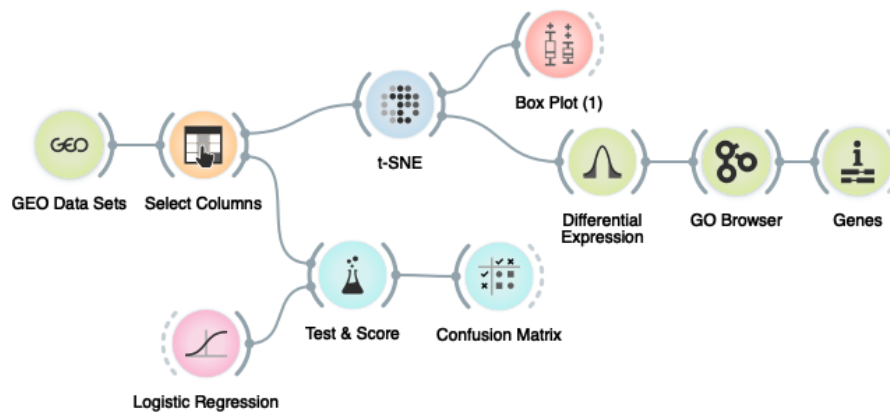 Box Plot (1)
t-SNE
GEO
GEO Data Sets
Select Columns
Differential
Expression
GO Browser
Genes
Test & Score
Confusion Matrix
Logistic Regression